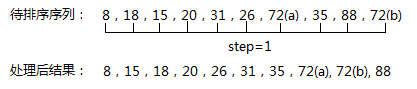 待排序序列： 8，18，15，20，31，26，72(a)，35，88，72(b)
step=1
处理后结果： 8，15，18，20，26，31，35，72(a), 72(b), 88